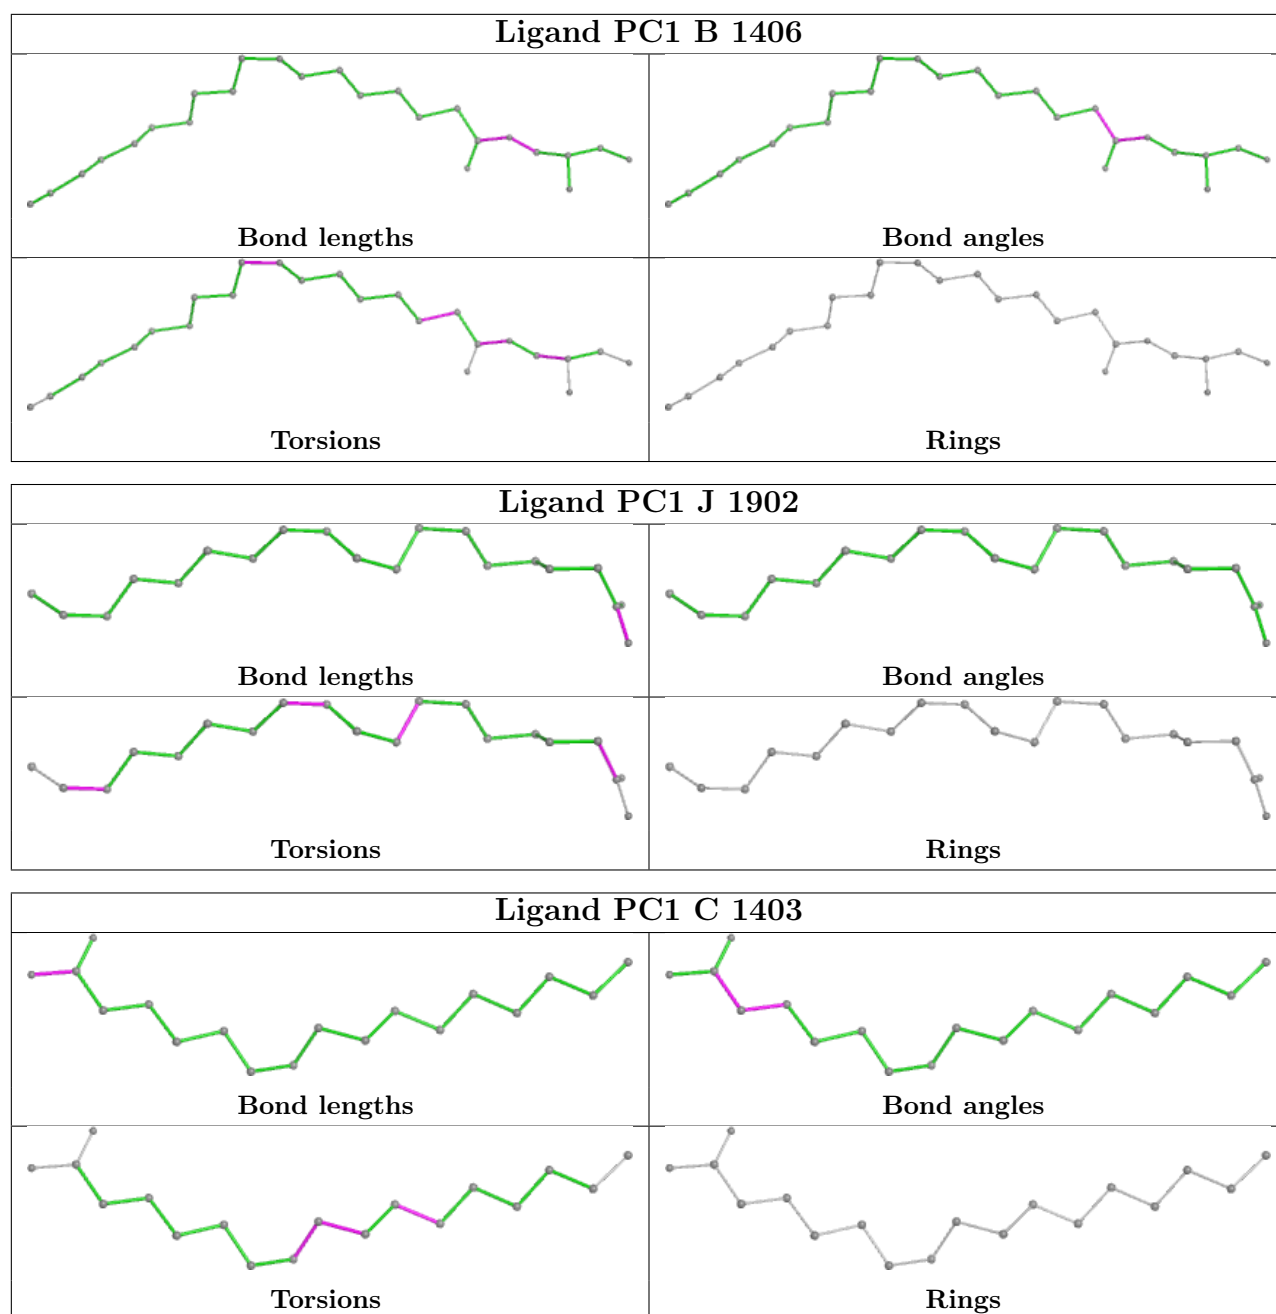 Ligand PC1 B 1406
Bond lengths
Bond angles
Torsions
Rings
Ligand PC1 J 1902
Bond lengths
Bond angles
Torsions
Rings
Ligand PC1 C 1403
Bond lengths
Bond angles
Torsions
Rings